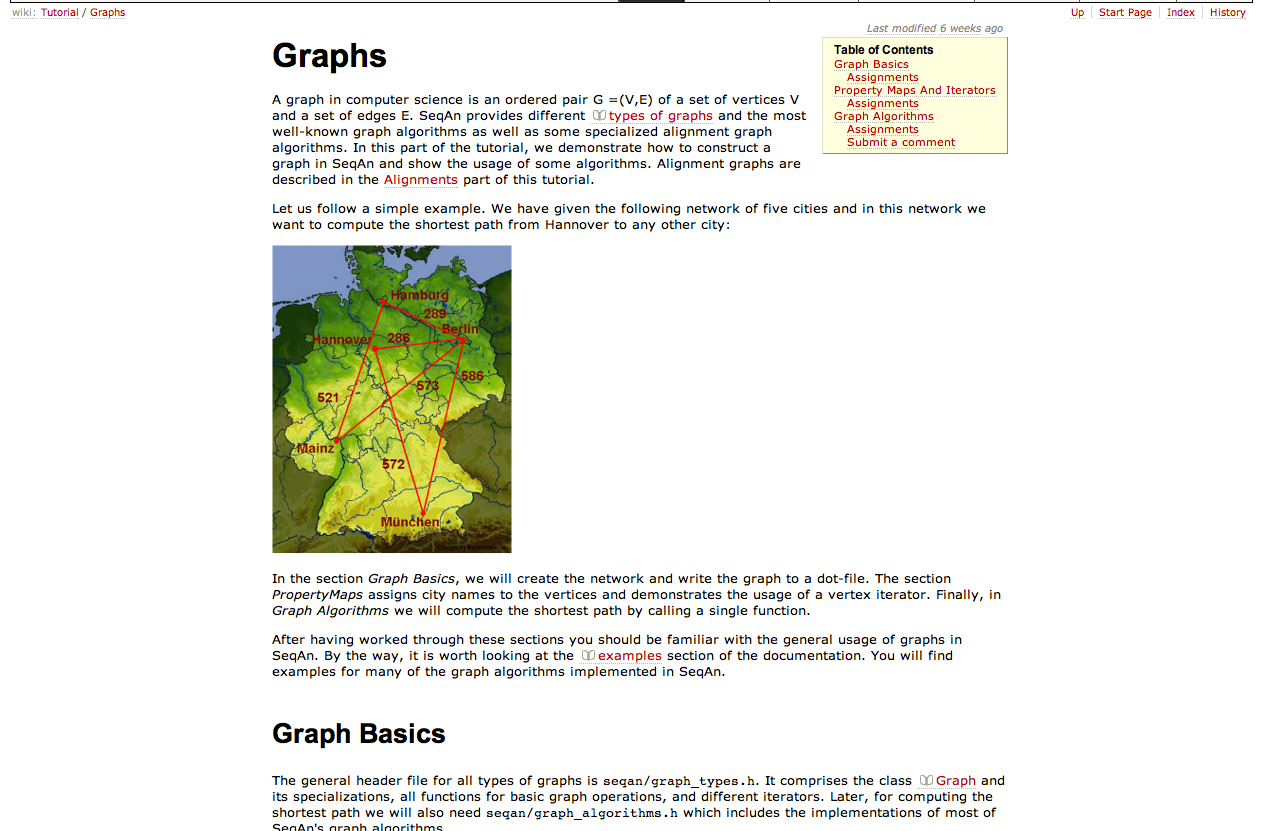 wiki: Tutorial / Graphs
Up Start Page Index History
Last modified 6 weeks ago
Graphs
Table of Contents
Graph Basics
Assignments
Property Maps And Iterators
Assignments
Graph Algorithms
Assignments
Submit a comment
A graph in computer science is an ordered pair G =(V,E) of a set of vertices V
and a set of edges E. SeqAn provides different types of graphs and the most
well-known graph algorithms as well as some specialized alignment graph
algorithms. In this part of the tutorial, we demonstrate how to construct a
graph in SeqAn and show the usage of some algorithms. Alignment graphs are
described in the Alignments part of this tutorial.
Let us follow a simple example. We have given the following network of five cities and in this network we
want to compute the shortest path from Hannover to any other city:
Hamburg
289
Berlin
Hannover 286
586
573
521
Mainz
572
München
In the section Graph Basics, we will create the network and write the graph to a dot-file. The section
PropertyMaps assigns city names to the vertices and demonstrates the usage of a vertex iterator. Finally, in
Graph Algorithms we will compute the shortest path by calling a single function.
After having worked through these sections you should be familiar with the general usage of graphs in
SeqAn. By the way, it is worth looking at the examples section of the documentation. You will find
examples for many of the graph algorithms implemented in SeqAn.
Graph Basics
The general header file for all types of graphs is seqan/graph_types.h. It comprises the class Graph and
its specializations, all functions for basic graph operations, and different iterators. Later, for computing the
shortest path we will also need seqan/graph_algorithms.h which includes the implementations of most of
SeqAn's graph algorithms.